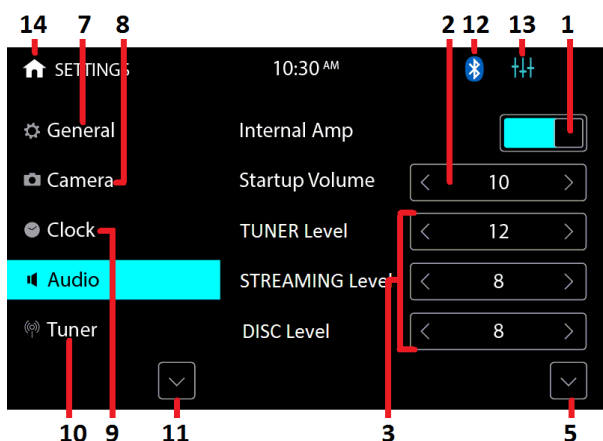 14 7 8 2 12 13 1
SETTINGS 10:30 AM
General Internal Amp
Camera Startup Volume 10
Clock TUNER Level 12
Audio STREAMING Level 8
Tuner DISC Level 8
10 9 11 3 5